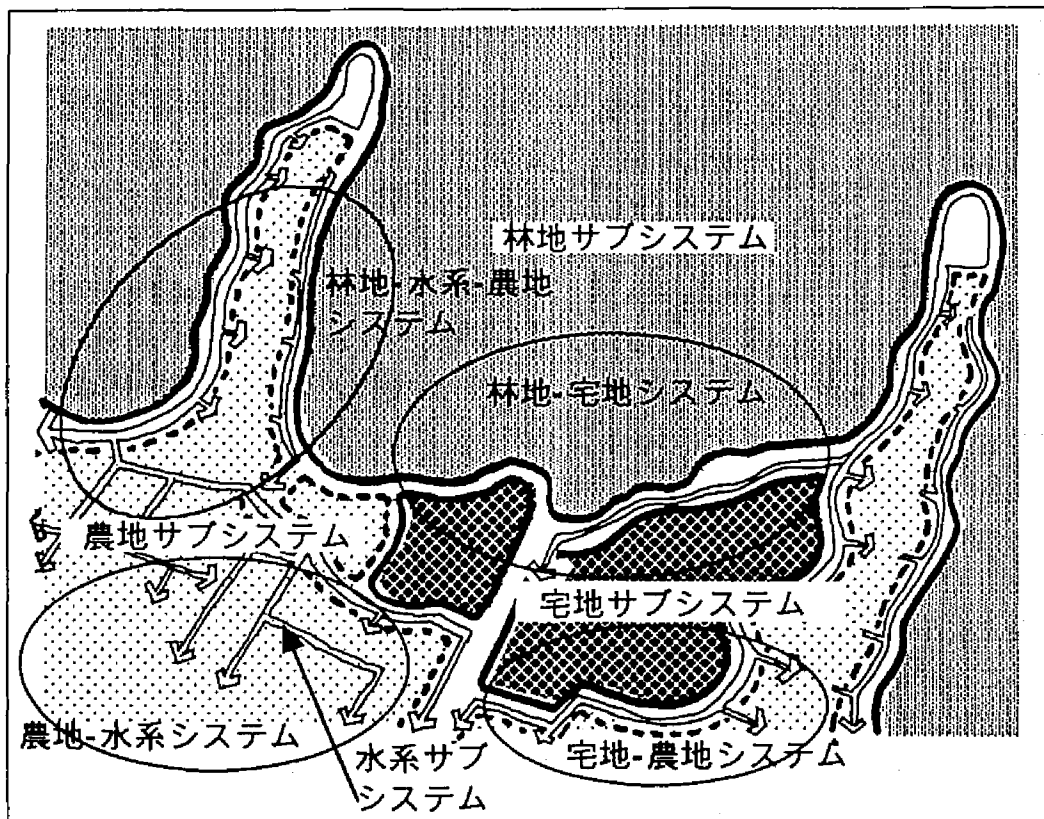 林地サブシステム
林地-水系-農地
システム
林地-宅地システム
農地サブシステム
宅地サブシステム
農地-水系システム
水系サブ
システム
宅地-農地システム